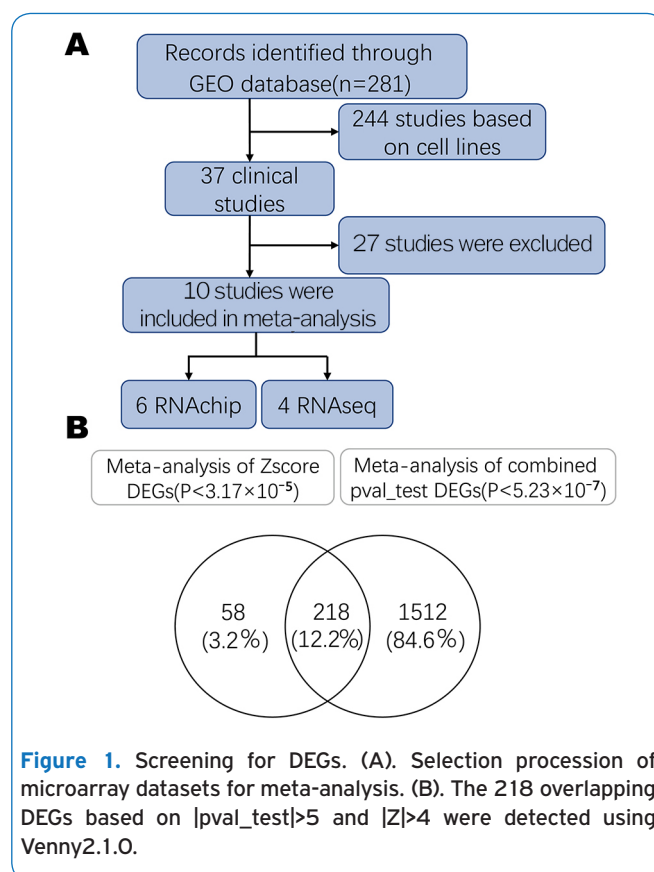 A
Records identified through
GEO database(n=281)
244 studies based
on cell lines
37 clinical
studies
27 studies were excluded
10 studies were
included in meta-analysis
6 RNAchip
4 RNAseq
B
Meta-analysis of Zscore
DEGs(P<3.17×10⁻⁵)
Meta-analysis of combined
pval_test DEGs(P<5.23×10⁻⁷)
58
(3.2%)
218
(12.2%)
1512
(84.6%)
Figure 1. Screening for DEGs. (A). Selection procession of
microarray datasets for meta-analysis. (B). The 218 overlapping
DEGs based on |pval_test|>5 and |Z|>4 were detected using
Venny2.1.0.